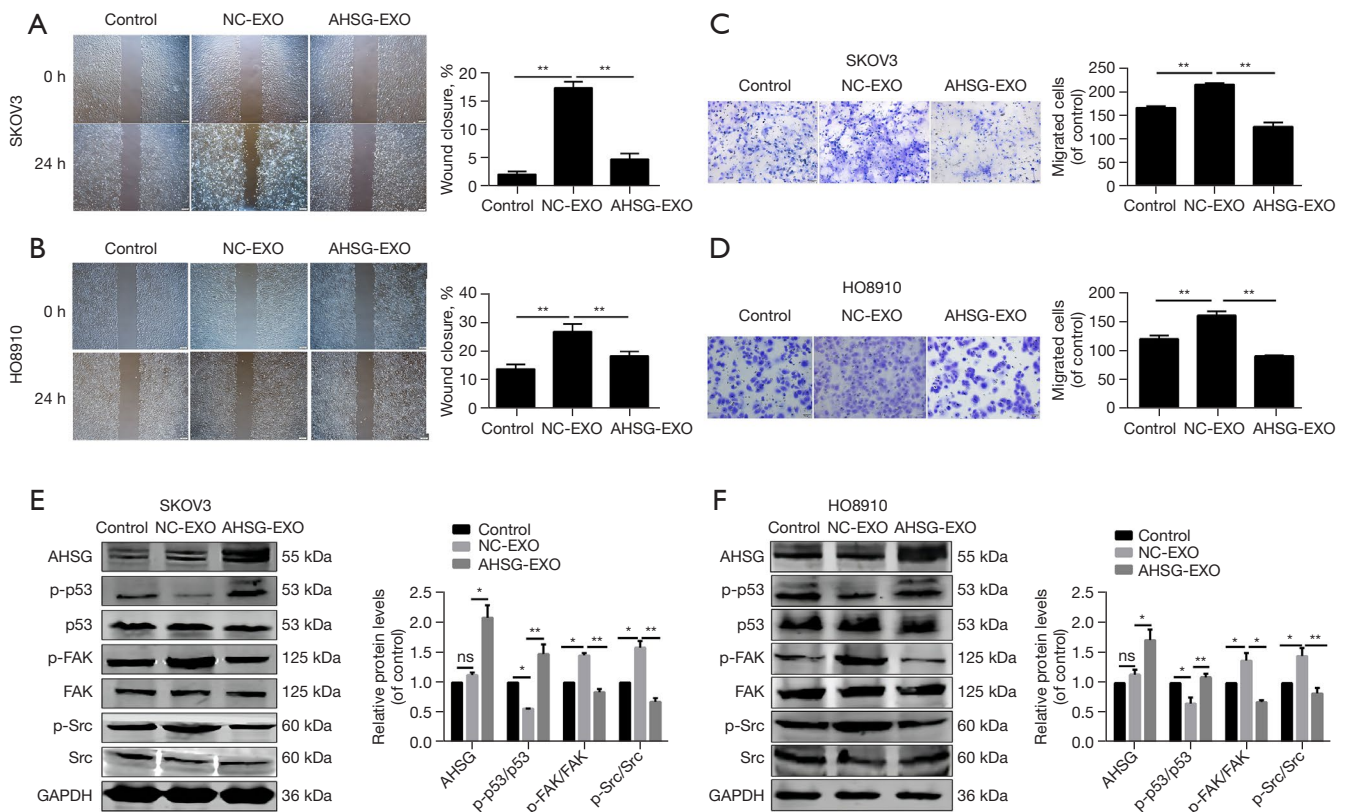 A
Control NC-EXO AHSG-EXO
0 h
24 h
SKOV3
Wound closure, %
20
15
10
5
0
** **
Control NC-EXO AHSG-EXO
C
SKOV3
Control NC-EXO AHSG-EXO
Migrated cells
(of control)
250
200
150
100
50
0
** **
Control NC-EXO AHSG-EXO
B
Control NC-EXO AHSG-EXO
0 h
24 h
HO8910
Wound closure, %
40
30
20
10
0
** **
Control NC-EXO AHSG-EXO
D
HO8910
Control NC-EXO AHSG-EXO
Migrated cells
(of control)
200
150
100
50
0
** **
Control NC-EXO AHSG-EXO
E
SKOV3
Control NC-EXO AHSG-EXO
AHSG 55 kDa
p-p53 53 kDa
p53 53 kDa
p-FAK 125 kDa
FAK 125 kDa
p-Src 60 kDa
Src 60 kDa
GAPDH 36 kDa
Control
NC-EXO
AHSG-EXO
Relative protein levels
(of control)
2.5
2.0
1.5
1.0
0.5
0.0
ns * * ** * ** * **
AHSG p-p53/p53 p-FAK/FAK p-Src/Src
F
HO8910
Control NC-EXO AHSG-EXO
AHSG 55 kDa
p-p53 53 kDa
p53 53 kDa
p-FAK 125 kDa
FAK 125 kDa
p-Src 60 kDa
Src 60 kDa
GAPDH 36 kDa
Control
NC-EXO
AHSG-EXO
Relative protein levels
(of control)
2.5
2.0
1.5
1.0
0.5
0.0
ns * * ** * * * **
AHSG p-p53/p53 p-FAK/FAK p-Src/Src